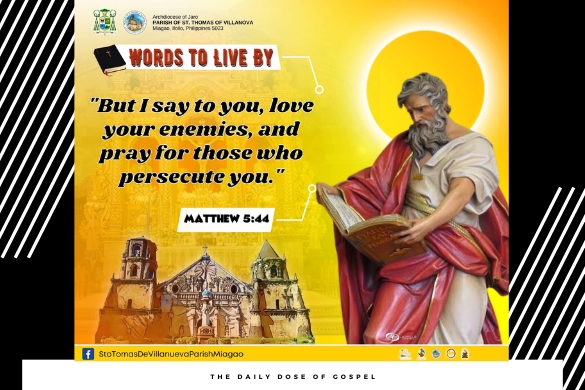 Archdiocese of Jaro
PARISH OF ST. THOMAS OF VILLANOVA
Miagao, Iloilo, Philippines 5023
WORDS TO LIVE BY
"But I say to you, love
your enemies, and
pray for those who
persecute you."
MATTHEW 5:44
StoTomasDeVillanuevaParishMiagao
THE DAILY DOSE OF GOSPEL